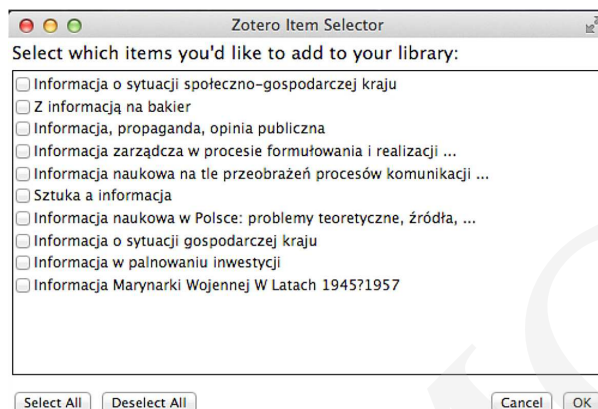 Zotero Item Selector
Select which items you'd like to add to your library:
Informacja o sytuacji społeczno-gospodarczej kraju
Z informacją na bakier
Informacja, propaganda, opinia publiczna
Informacja zarządcza w procesie formułowania i realizacji ...
Informacja naukowa na tle przeobrażeń procesów komunikacji ...
Sztuka a informacja
Informacja naukowa w Polsce: problemy teoretyczne, źródła, ...
Informacja o sytuacji gospodarczej kraju
Informacja w palnowaniu inwestycji
Informacja Marynarki Wojennej W Latach 1945?1957
Select All Deselect All Cancel OK